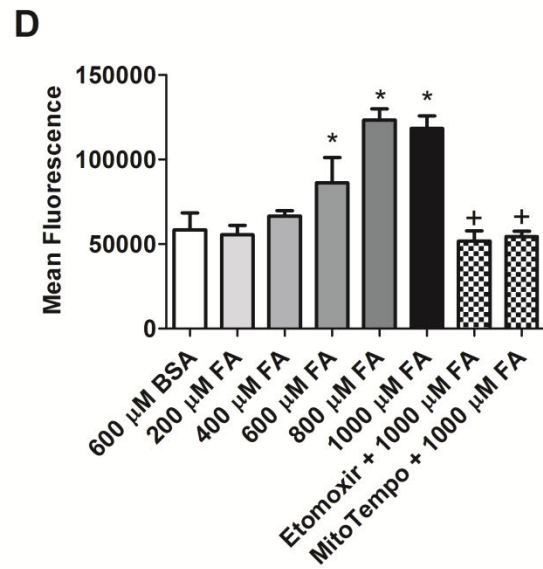 D
Mean Fluorescence
150000
100000
50000
0
*
*
*
+
+
600 μM BSA
200 μM FA
400 μM FA
600 μM FA
800 μM FA
1000 μM FA
Etomoxir + 1000 μM FA
MitoTempo + 1000 μM FA